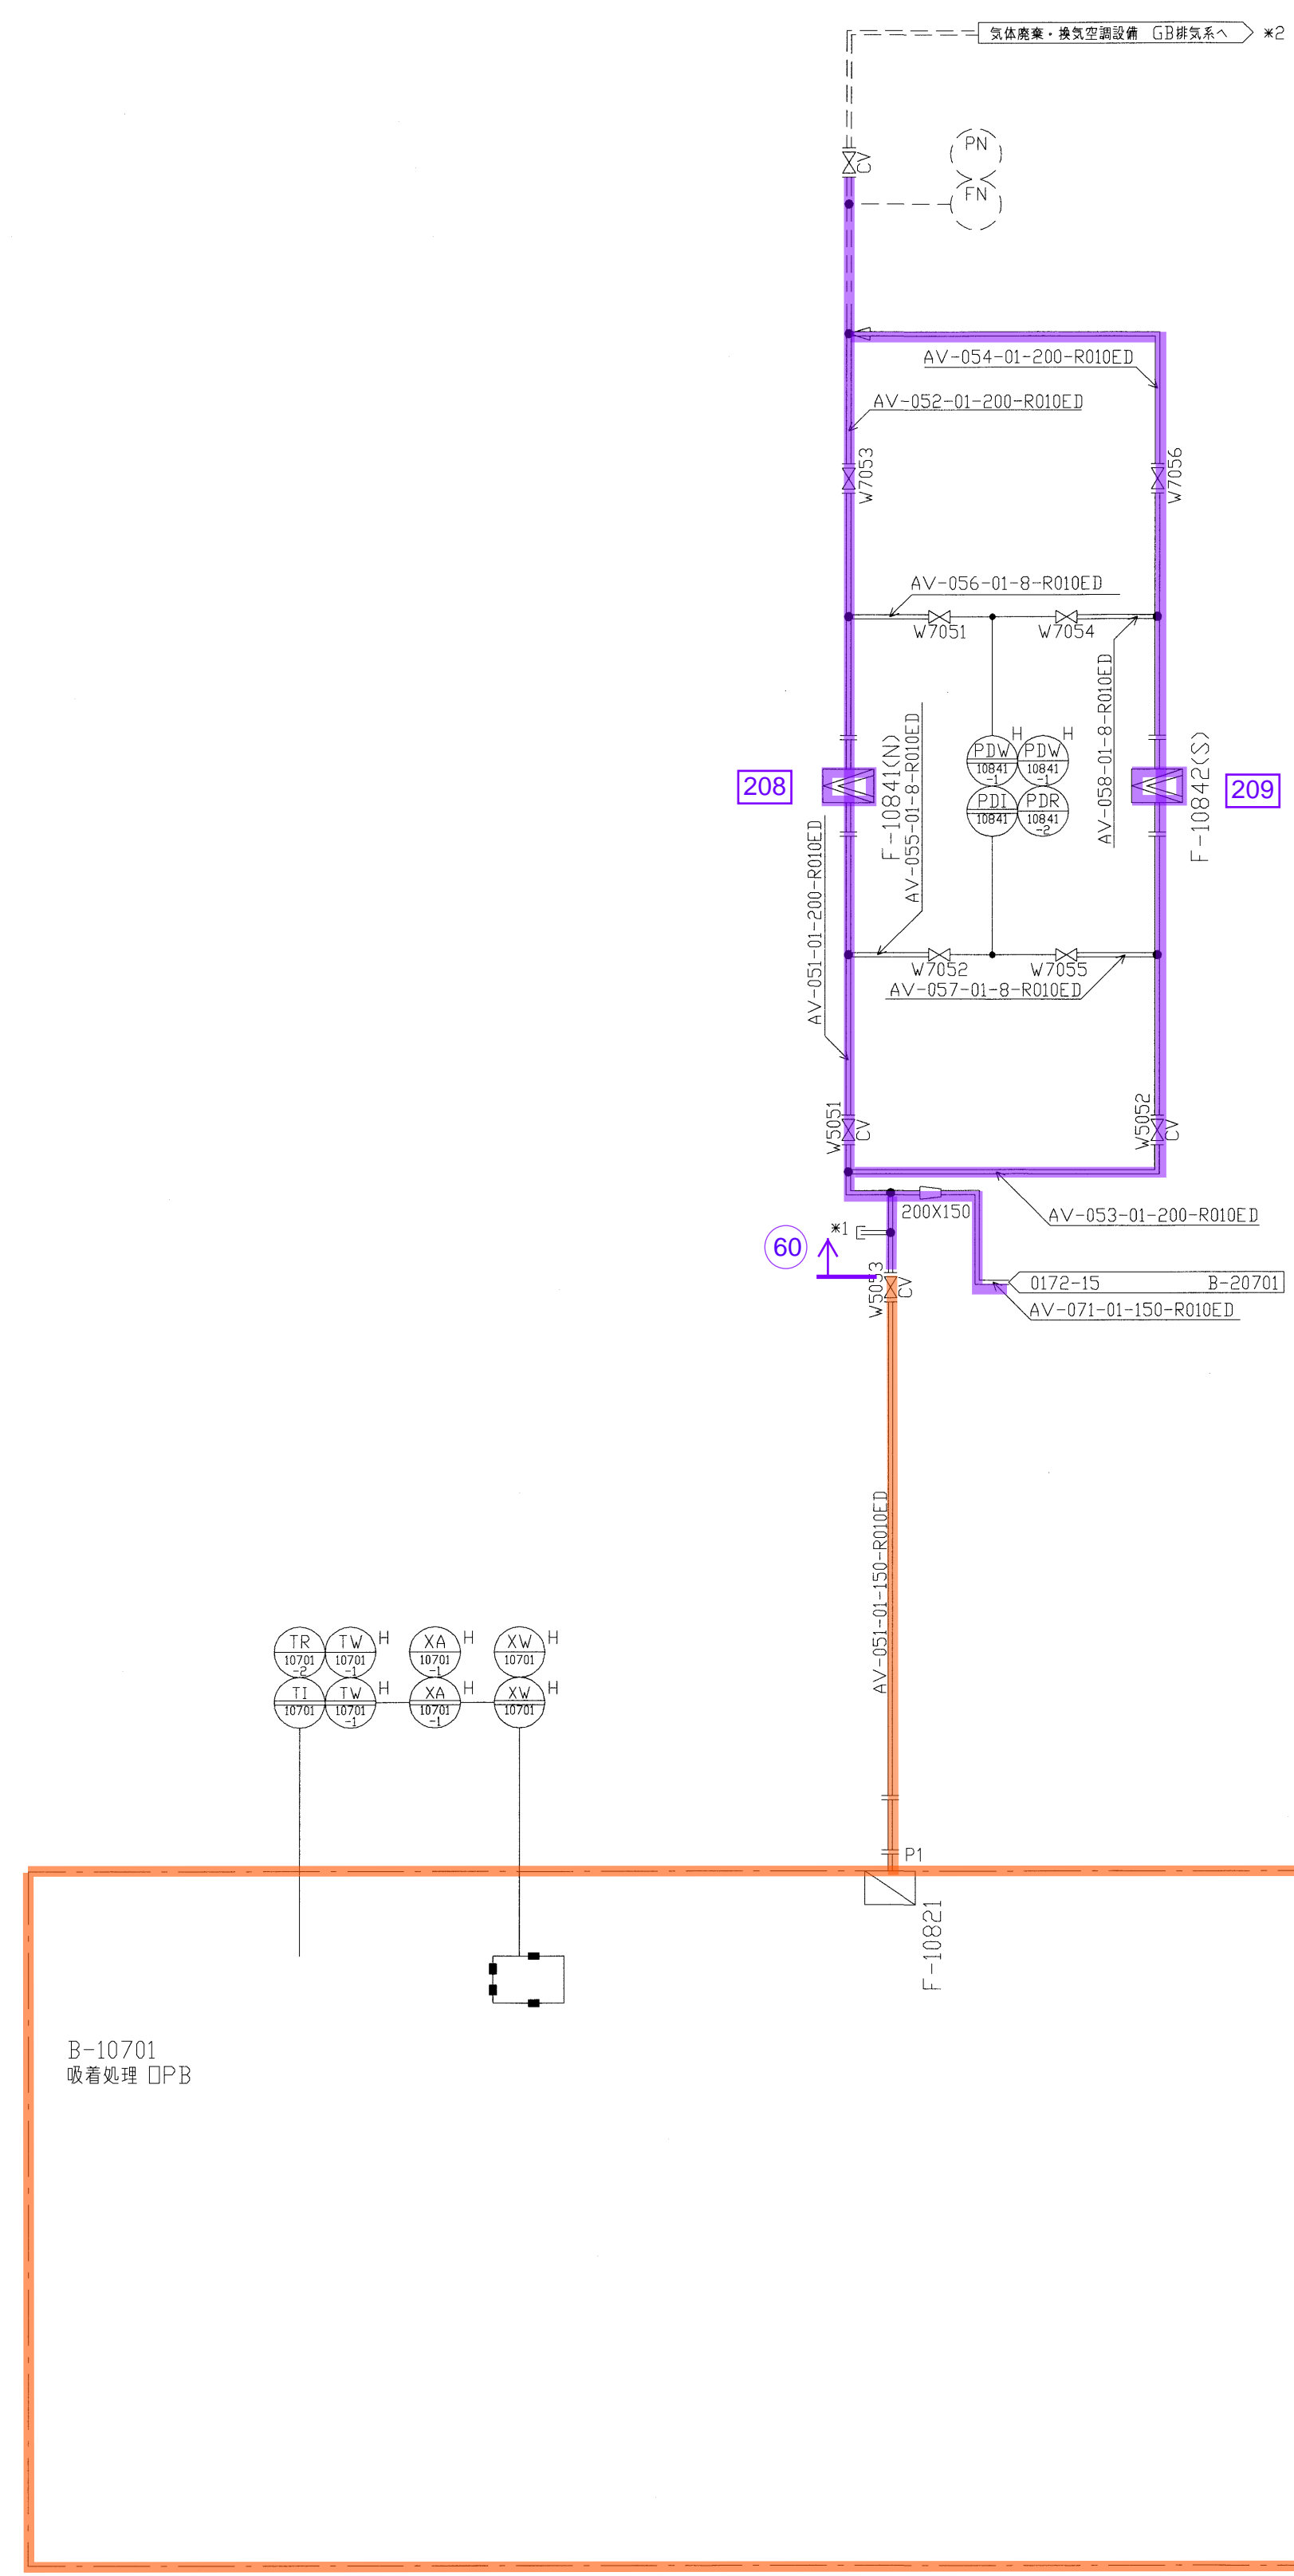 気体廃棄・換気空調設備 GB排気系へ ※2
CV
PN
FN
AV-054-01-200-R010ED
AV-052-01-200-R010ED
W7053
W7056
AV-056-01-8-R010ED
W7051
W7054
AV-058-01-8-R010ED
AV-055-01-8-R010ED
F-10841(N)
H
H
PDW
10841
-1
PDW
10841
-1
PDI
10841
PDR
10841
-2
208
209
F-10842(S)
AV-051-01-200-R010ED
W7052
W7055
AV-057-01-8-R010ED
W5051
CV
W5052
CV
200X150
AV-053-01-200-R010ED
※1
60
W5053
CV
0172-15 B-20701
AV-071-01-150-R010ED
AV-051-01-150-R010ED
TR
10701
-2
TW
10701
-1
H
XA
10701
-1
H
XW
10701
H
TI
10701
TW
10701
-1
H
XA
10701
-1
H
XW
10701
H
P1
F-10821
B-10701
吸着処理 □PB